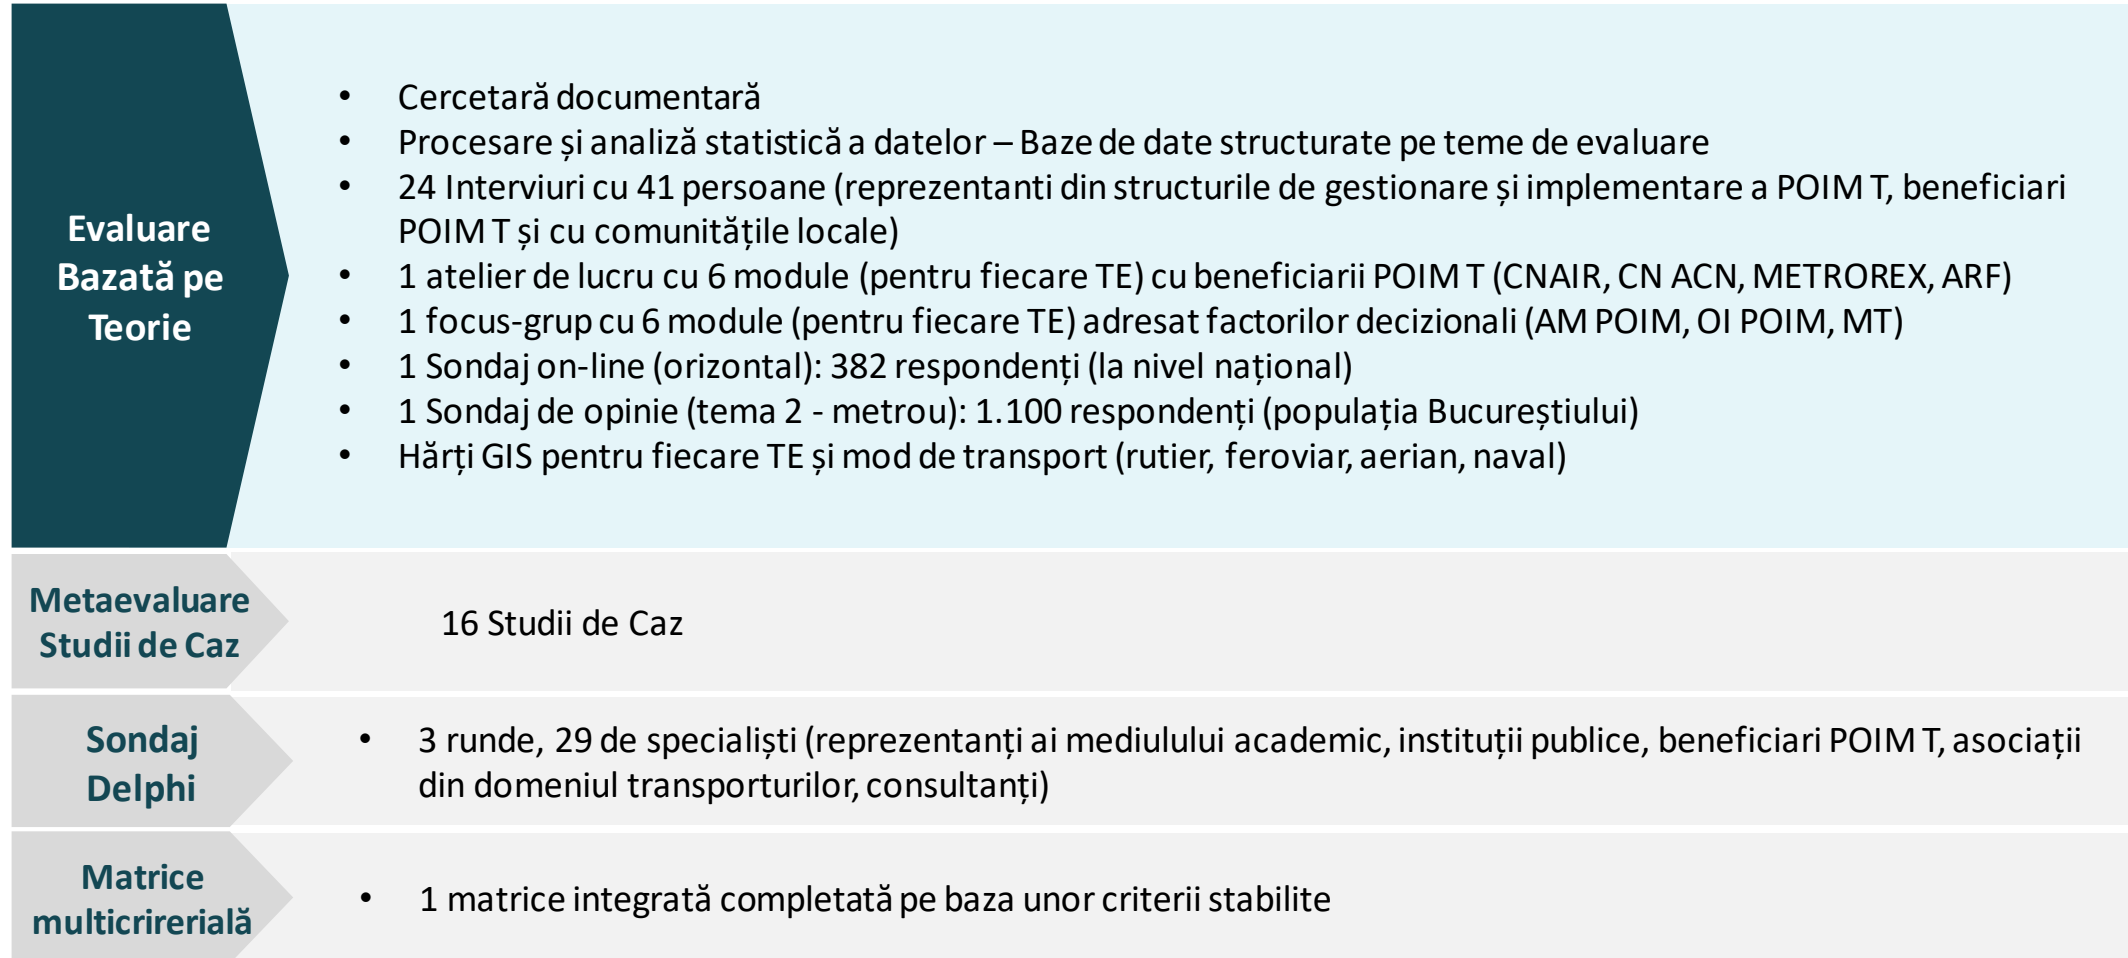 Evaluare
Bazată pe
Teorie
• Cercetară documentară
• Procesare și analiză statistică a datelor – Baze de date structurate pe teme de evaluare
• 24 Interviuri cu 41 persoane (reprezentanti din structurile de gestionare și implementare a POIM T, beneficiari
POIM T și cu comunitățile locale)
• 1 atelier de lucru cu 6 module (pentru fiecare TE) cu beneficiarii POIM T (CNAIR, CN ACN, METROREX, ARF)
• 1 focus-grup cu 6 module (pentru fiecare TE) adresat factorilor decizionali (AM POIM, OI POIM, MT)
• 1 Sondaj on-line (orizontal): 382 respondenți (la nivel național)
• 1 Sondaj de opinie (tema 2 - metrou): 1.100 respondenți (populația Bucureștiului)
• Hărți GIS pentru fiecare TE și mod de transport (rutier, feroviar, aerian, naval)
Metaevaluare
Studii de Caz
16 Studii de Caz
Sondaj
Delphi
• 3 runde, 29 de specialiști (reprezentanți ai mediulului academic, instituții publice, beneficiari POIM T, asociații
din domeniul transporturilor, consultanți)
Matrice
multicrirerială
• 1 matrice integrată completată pe baza unor criterii stabilite